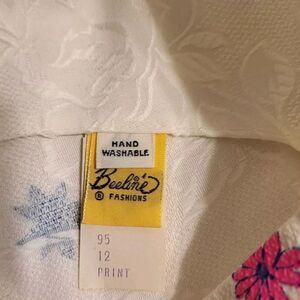 HAND
WASHABLE
Beeline
® FASHIONS
95
12
PRINT